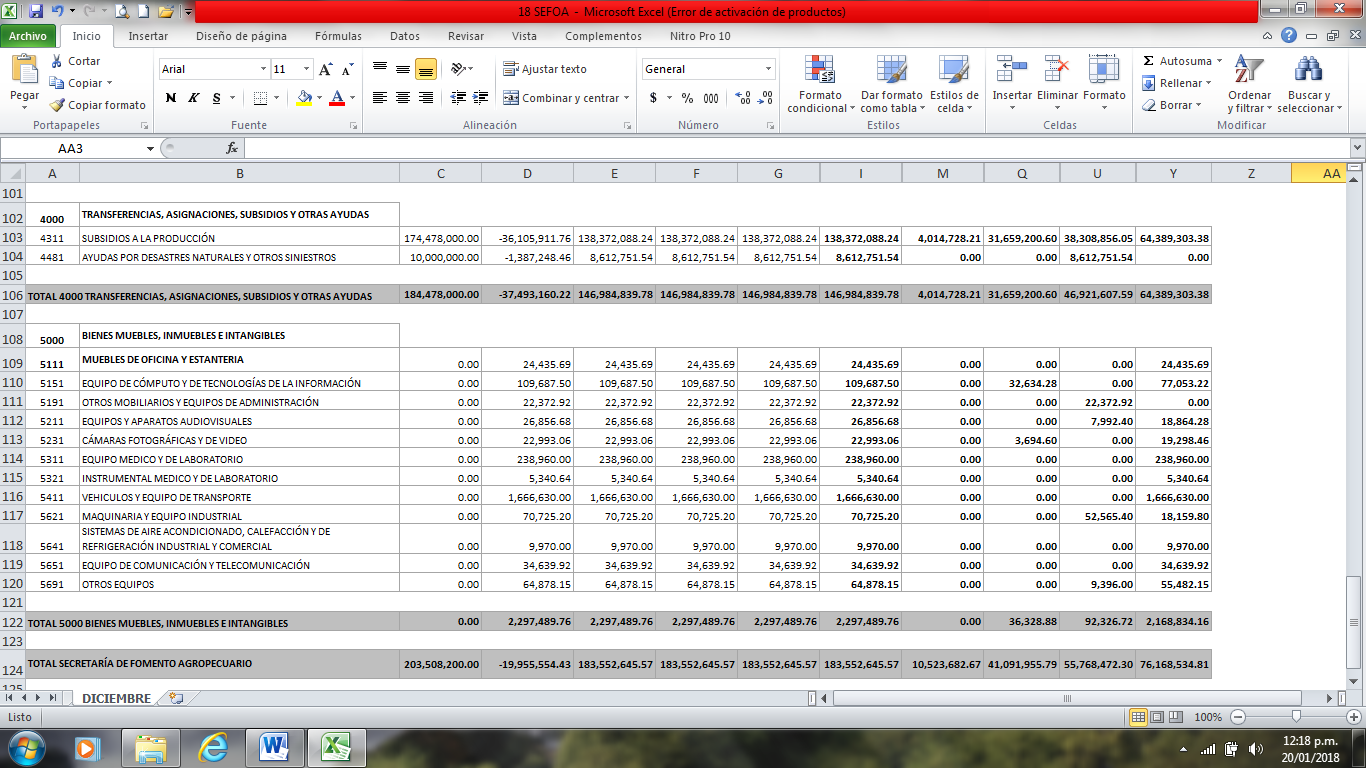 18 SEFOA - Microsoft Excel (Error de activación de productos)
Archivo Inicio Insertar Diseño de página Fórmulas Datos Revisar Vista Complementos Nitro Pro 10
Pegar
Cortar
Copiar
Copiar formato
Portapapeles
Arial 11
N K S
Fuente
Ajustar texto
Combinar y centrar
Alineación
General
$ % 000
Número
Formato condicional
Dar formato como tabla
Estilos de celda
Estilos
Insertar Eliminar Formato
Celdas
Autosuma
Rellenar
Borrar
Ordenar y filtrar
Buscar y seleccionar
Modificar
AA3 fx
A B C D E F G I M Q U Y Z AA
101
102 4000 TRANSFERENCIAS, ASIGNACIONES, SUBSIDIOS Y OTRAS AYUDAS
103 4311 SUBSIDIOS A LA PRODUCCIÓN 174,478,000.00 -36,105,911.76 138,372,088.24 138,372,088.24 138,372,088.24 138,372,088.24 4,014,728.21 31,659,200.60 38,308,856.05 64,389,303.38
104 4481 AYUDAS POR DESASTRES NATURALES Y OTROS SINIESTROS 10,000,000.00 -1,387,248.46 8,612,751.54 8,612,751.54 8,612,751.54 8,612,751.54 0.00 0.00 8,612,751.54 0.00
105
106 TOTAL 4000 TRANSFERENCIAS, ASIGNACIONES, SUBSIDIOS Y OTRAS AYUDAS 184,478,000.00 -37,493,160.22 146,984,839.78 146,984,839.78 146,984,839.78 146,984,839.78 4,014,728.21 31,659,200.60 46,921,607.59 64,389,303.38
107
108 5000 BIENES MUEBLES, INMUEBLES E INTANGIBLES
109 5111 MUEBLES DE OFICINA Y ESTANTERIA 0.00 24,435.69 24,435.69 24,435.69 24,435.69 24,435.69 0.00 0.00 0.00 24,435.69
110 5151 EQUIPO DE CÓMPUTO Y DE TECNOLOGÍAS DE LA INFORMACIÓN 0.00 109,687.50 109,687.50 109,687.50 109,687.50 109,687.50 0.00 32,634.28 0.00 77,053.22
111 5191 OTROS MOBILIARIOS Y EQUIPOS DE ADMINISTRACIÓN 0.00 22,372.92 22,372.92 22,372.92 22,372.92 22,372.92 0.00 0.00 22,372.92 0.00
112 5211 EQUIPOS Y APARATOS AUDIOVISUALES 0.00 26,856.68 26,856.68 26,856.68 26,856.68 26,856.68 0.00 0.00 7,992.40 18,864.28
113 5231 CÁMARAS FOTOGRÁFICAS Y DE VIDEO 0.00 22,993.06 22,993.06 22,993.06 22,993.06 22,993.06 0.00 3,694.60 0.00 19,298.46
114 5311 EQUIPO MEDICO Y DE LABORATORIO 0.00 238,960.00 238,960.00 238,960.00 238,960.00 238,960.00 0.00 0.00 0.00 238,960.00
115 5321 INSTRUMENTAL MEDICO Y DE LABORATORIO 0.00 5,340.64 5,340.64 5,340.64 5,340.64 5,340.64 0.00 0.00 0.00 5,340.64
116 5411 VEHICULOS Y EQUIPO DE TRANSPORTE 0.00 1,666,630.00 1,666,630.00 1,666,630.00 1,666,630.00 1,666,630.00 0.00 0.00 0.00 1,666,630.00
117 5621 MAQUINARIA Y EQUIPO INDUSTRIAL 0.00 70,725.20 70,725.20 70,725.20 70,725.20 70,725.20 0.00 0.00 52,565.40 18,159.80
SISTEMAS DE AIRE ACONDICIONADO, CALEFACCIÓN Y DE
118 5641 REFRIGERACIÓN INDUSTRIAL Y COMERCIAL 0.00 9,970.00 9,970.00 9,970.00 9,970.00 9,970.00 0.00 0.00 0.00 9,970.00
119 5651 EQUIPO DE COMUNICACIÓN Y TELECOMUNICACIÓN 0.00 34,639.92 34,639.92 34,639.92 34,639.92 34,639.92 0.00 0.00 0.00 34,639.92
120 5691 OTROS EQUIPOS 0.00 64,878.15 64,878.15 64,878.15 64,878.15 64,878.15 0.00 0.00 9,396.00 55,482.15
121
122 TOTAL 5000 BIENES MUEBLES, INMUEBLES E INTANGIBLES 0.00 2,297,489.76 2,297,489.76 2,297,489.76 2,297,489.76 2,297,489.76 0.00 36,328.88 92,326.72 2,168,834.16
123
124 TOTAL SECRETARÍA DE FOMENTO AGROPECUARIO 203,508,200.00 -19,955,554.43 183,552,645.57 183,552,645.57 183,552,645.57 183,552,645.57 10,523,682.67 41,091,955.79 55,768,472.30 76,168,534.81
125
DICIEMBRE
Listo 100%
12:18 p.m.
20/01/2018